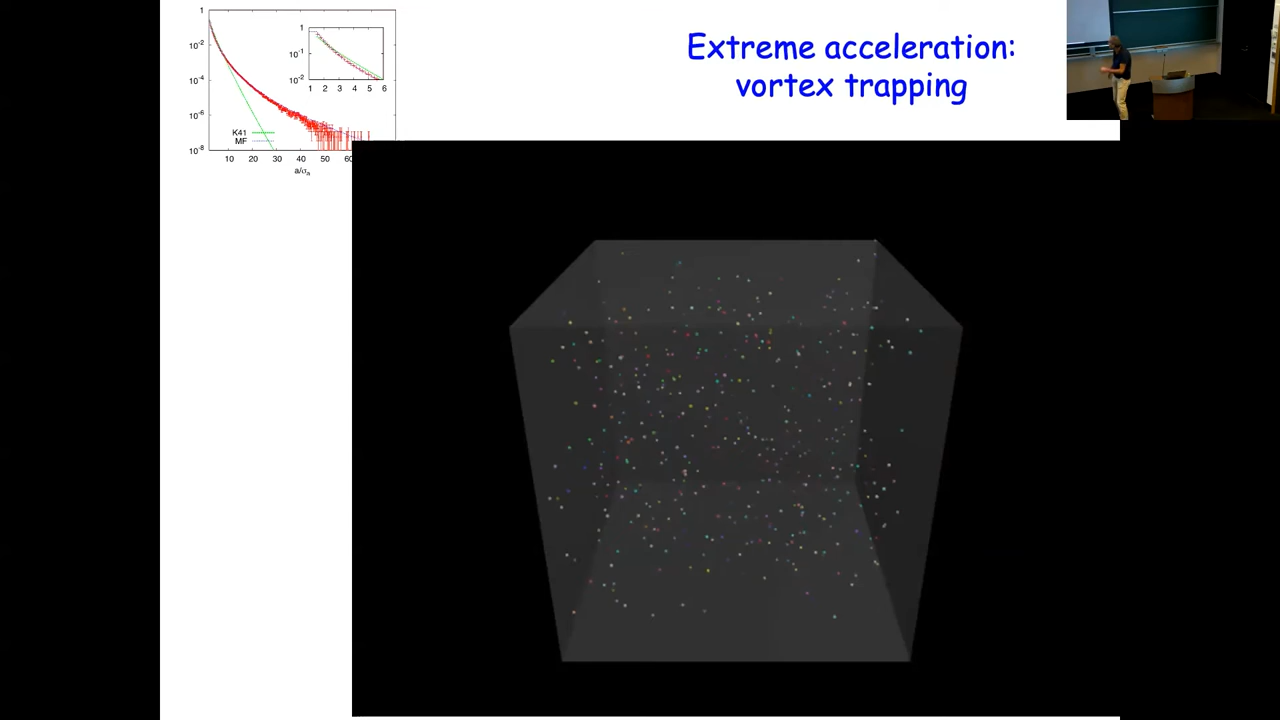 Extreme acceleration:
vortex trapping
1
10-2
10-4
10-6
10-8
K41
MF
10 20 30 40 50 6
a/σa
1
10-1
10-2
1 2 3 4 5 6